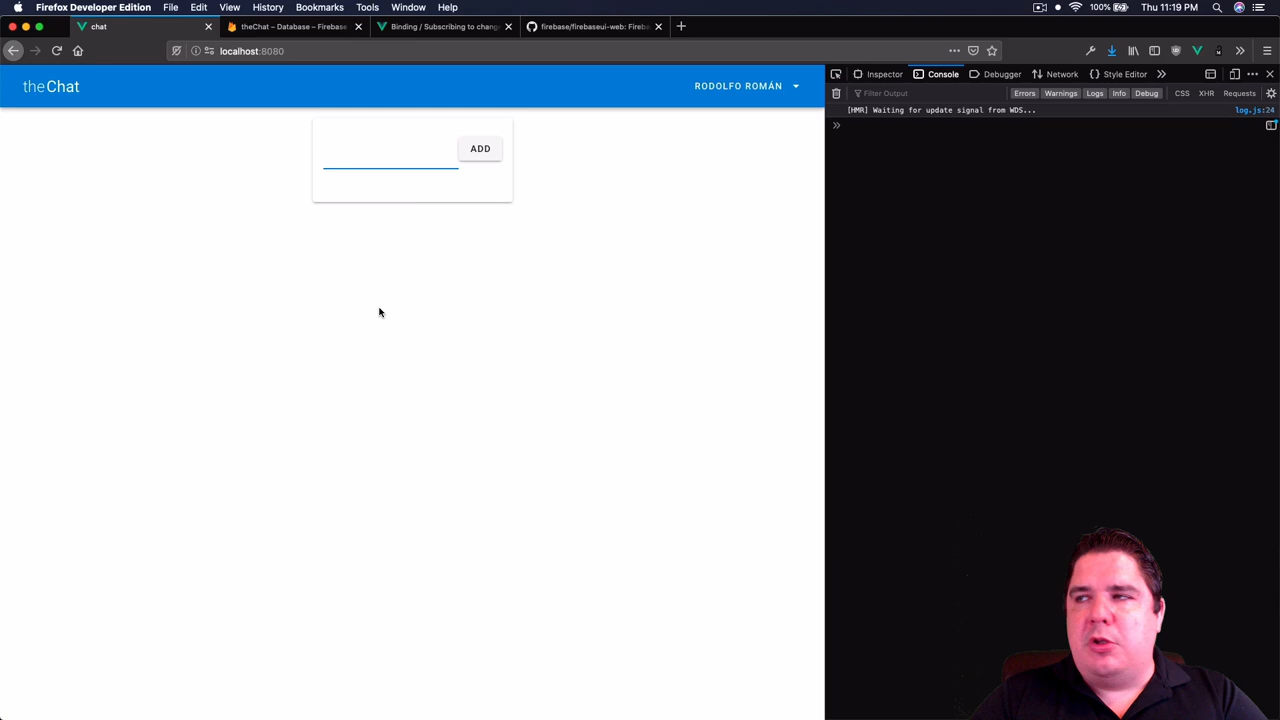 Firefox Developer Edition File Edit View History Bookmarks Tools Window Help 100% Thu 11:19 PM
chat theChat – Database – Firebase Binding / Subscribing to change firebase/firebaseui-web: Fireba
localhost:8080
theChat RODOLFO ROMÁN
ADD
Inspector Console Debugger Network Style Editor
Filter Output Errors Warnings Logs Info Debug CSS XHR Requests
[HMR] Waiting for update signal from WDS... log.js:24